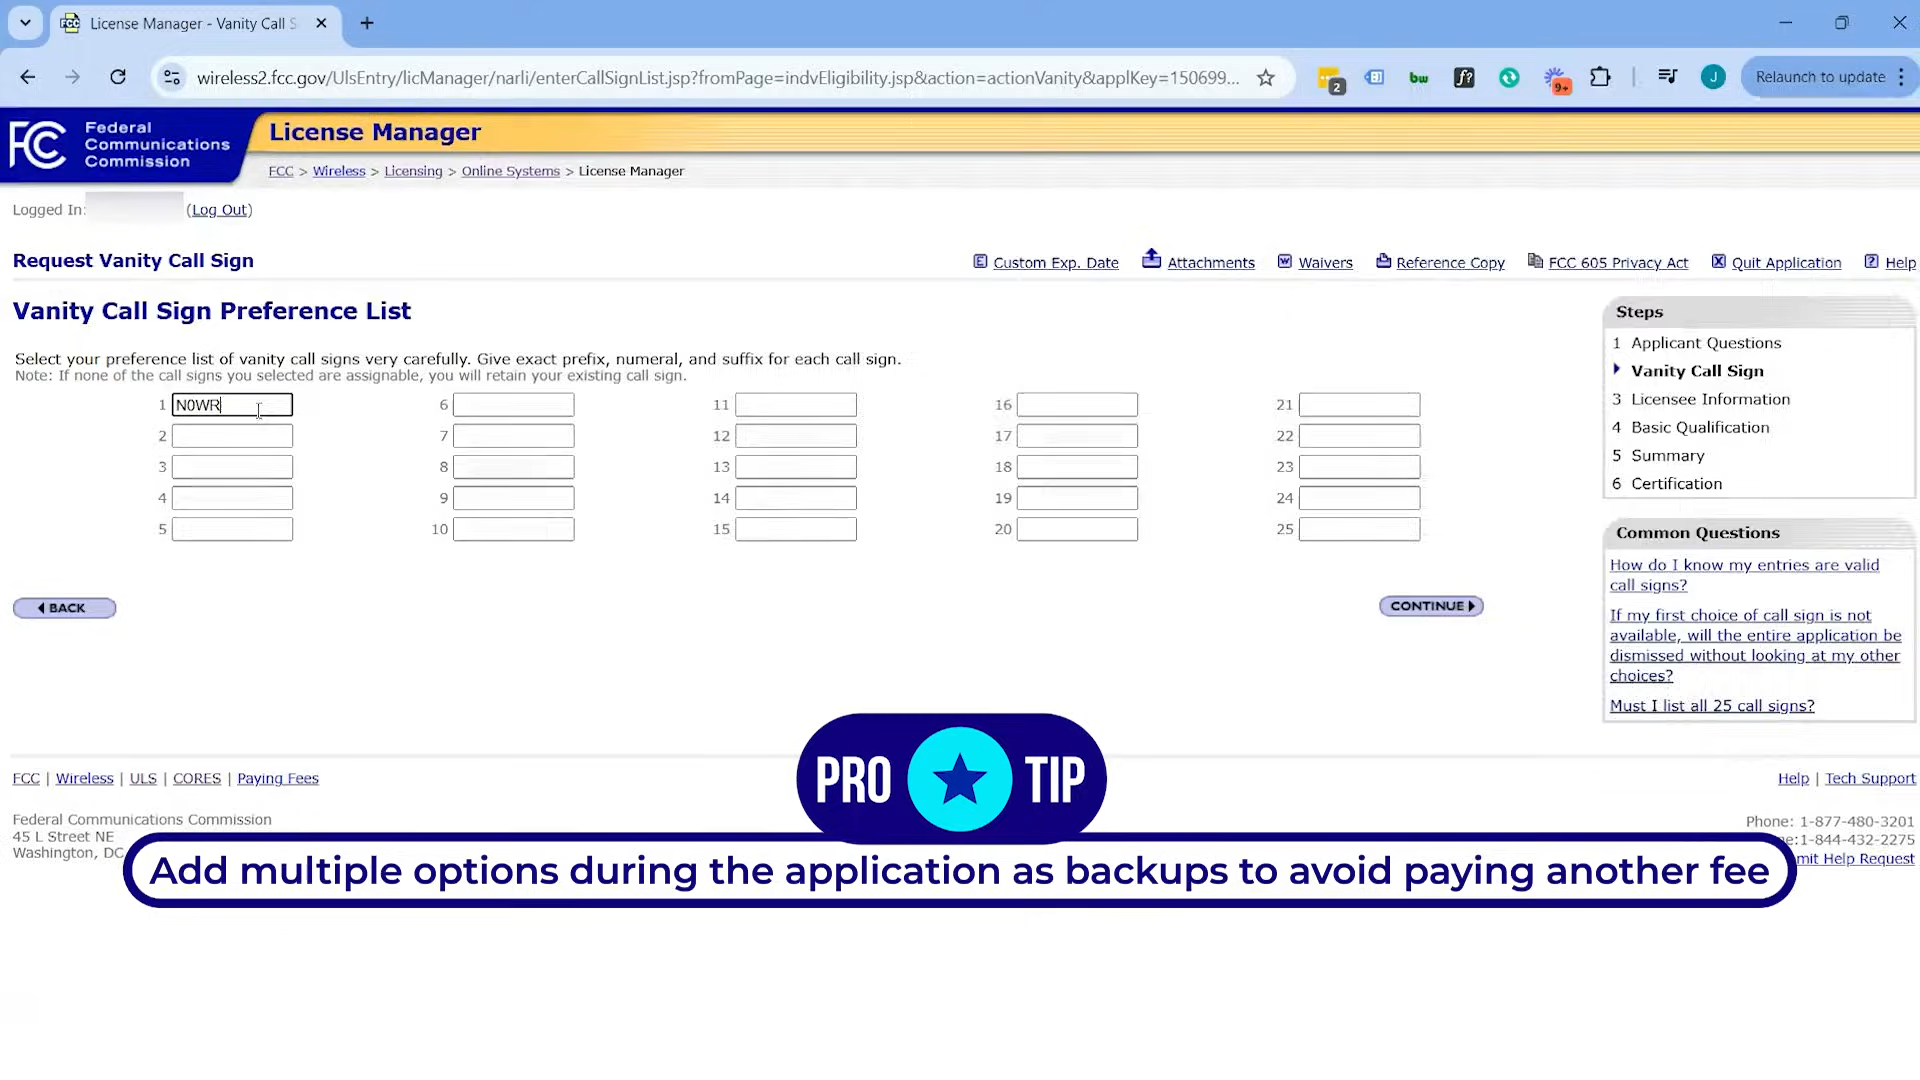 License Manager - Vanity Call S
wireless2.fcc.gov/UlsEntry/licManager/narli/enterCallSignList.jsp?fromPage=indvEligibility.jsp&action=actionVanity&applKey=150699...
2
bw
f?
9+
J
Relaunch to update
FCC
Federal
Communications
Commission
License Manager
FCC > Wireless > Licensing > Online Systems > License Manager
Logged In: (Log Out)
Request Vanity Call Sign
Custom Exp. Date Attachments Waivers Reference Copy FCC 605 Privacy Act Quit Application Help
Vanity Call Sign Preference List
Select your preference list of vanity call signs very carefully. Give exact prefix, numeral, and suffix for each call sign.
Note: If none of the call signs you selected are assignable, you will retain your existing call sign.
1 N0WR 6 11 16 21
2 7 12 17 22
3 8 13 18 23
4 9 14 19 24
5 10 15 20 25
BACK
CONTINUE
Steps
1 Applicant Questions
Vanity Call Sign
3 Licensee Information
4 Basic Qualification
5 Summary
6 Certification
Common Questions
How do I know my entries are valid
call signs?
If my first choice of call sign is not
available, will the entire application be
dismissed without looking at my other
choices?
Must I list all 25 call signs?
PRO TIP
Add multiple options during the application as backups to avoid paying another fee
FCC | Wireless | ULS | CORES | Paying Fees
Help | Tech Support
Federal Communications Commission
45 L Street NE
Washington, DC
Phone: 1-877-480-3201
1-844-432-2275
Help Request